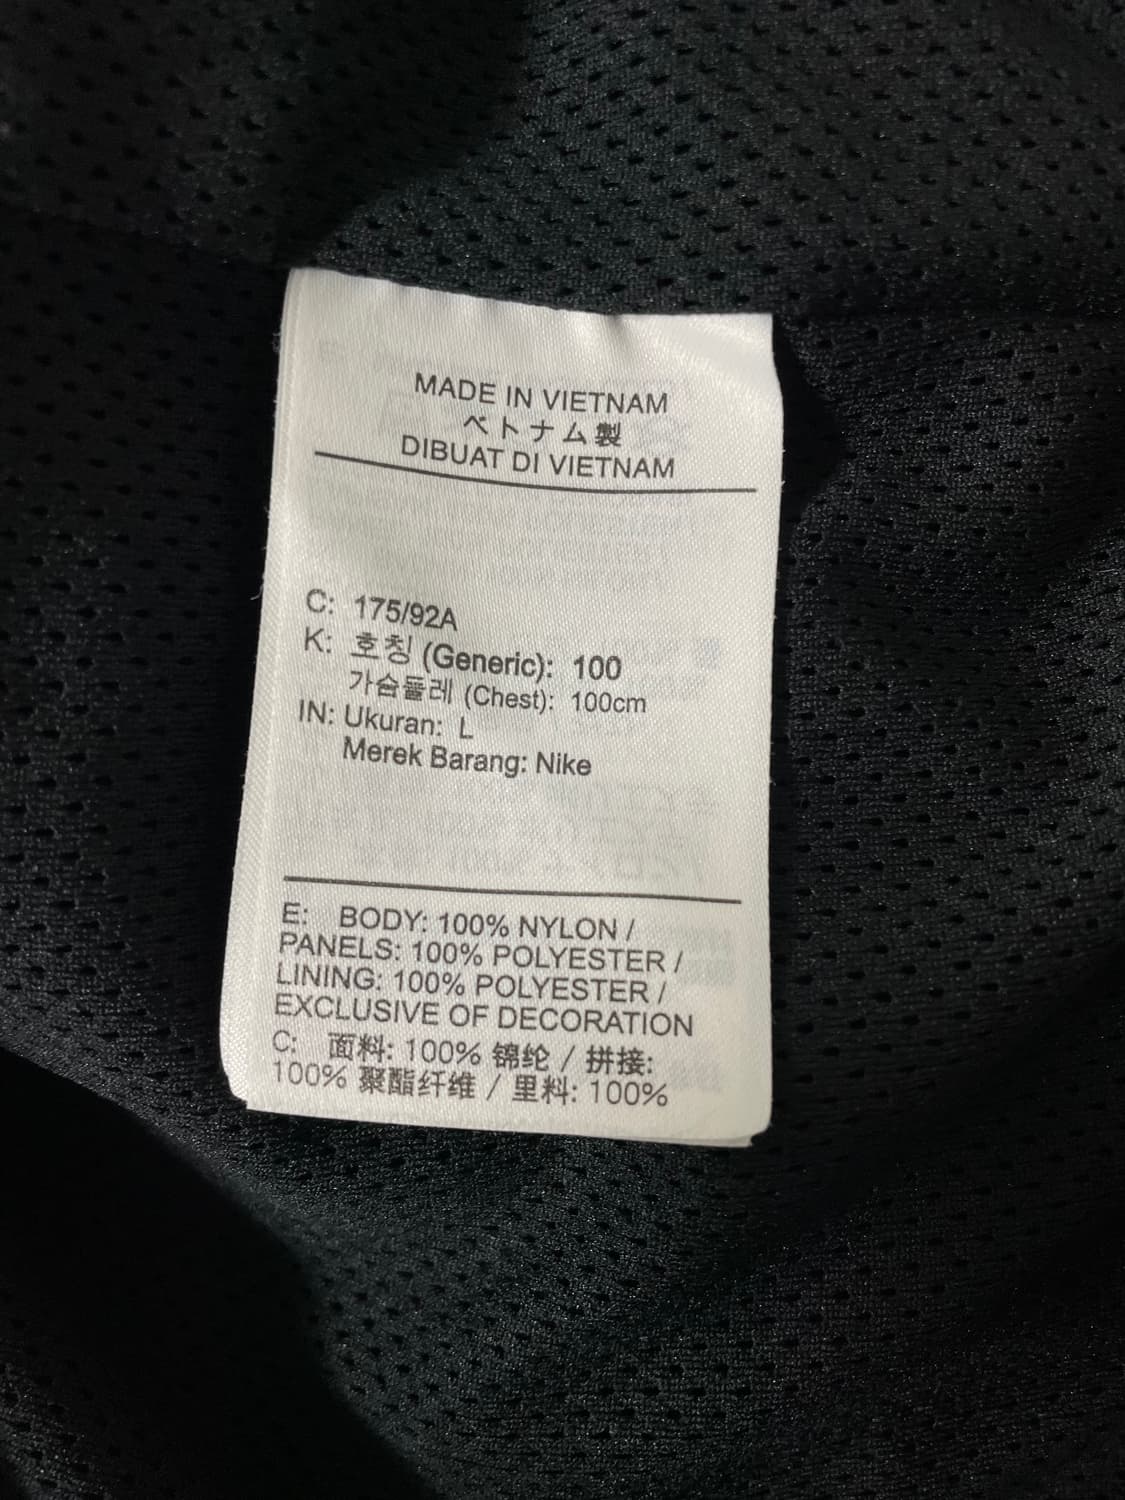 MADE IN VIETNAM
ベトナム製
DIBUAT DI VIETNAM
C: 175/92A
K: 호칭 (Generic): 100
가슴둘레 (Chest): 100cm
IN: Ukuran: L
Merek Barang: Nike
E: BODY: 100% NYLON /
PANELS: 100% POLYESTER /
LINING: 100% POLYESTER /
EXCLUSIVE OF DECORATION
C: 面料: 100% 锦纶 / 拼接:
100% 聚酯纤维 / 里料: 100%